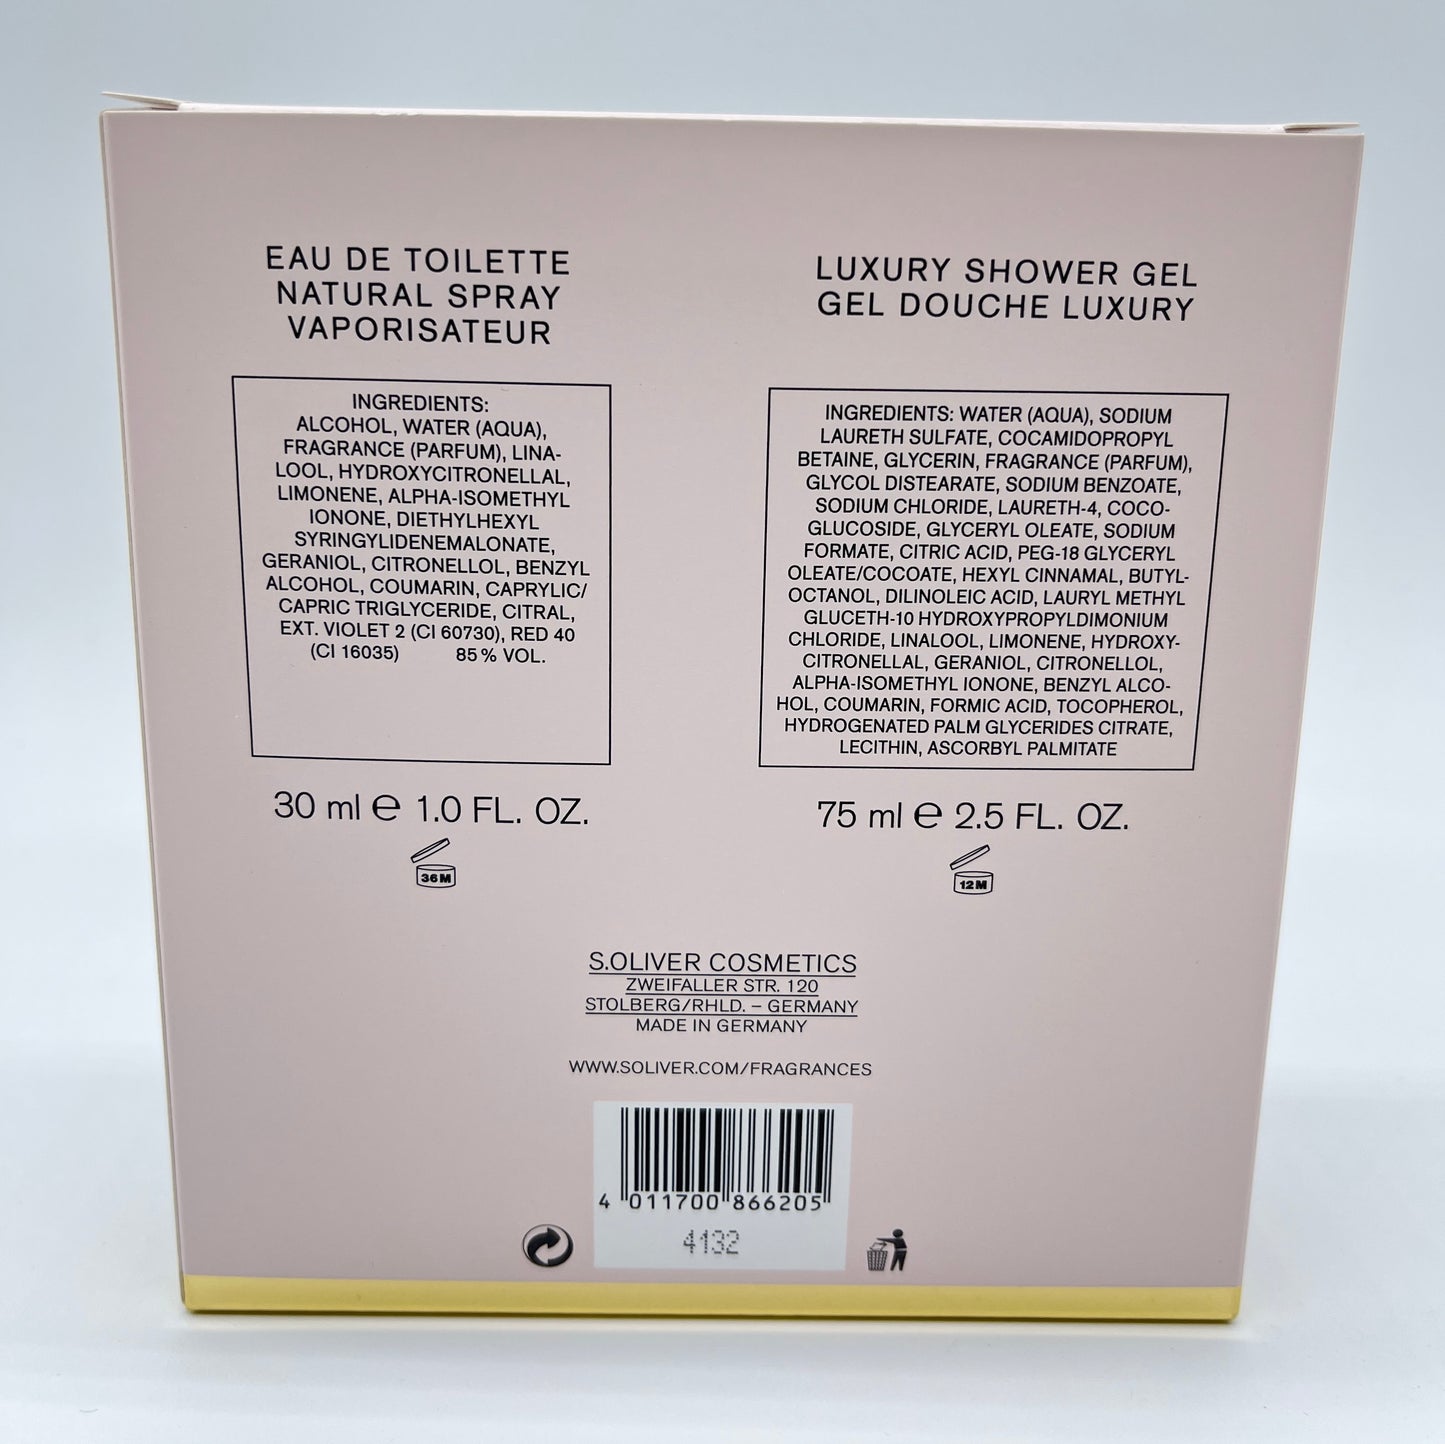 EAU DE TOILETTE
NATURAL SPRAY
VAPORISATEUR
INGREDIENTS:
ALCOHOL, WATER (AQUA),
FRAGRANCE (PARFUM), LINA-
LOOL, HYDROXYCITRONELLAL,
LIMONENE, ALPHA-ISOMETHYL
IONONE, DIETHYLHEXYL
SYRINGYLIDENEMALONATE,
GERANIOL, CITRONELLOL, BENZYL
ALCOHOL, COUMARIN, CAPRYLIC/
CAPRIC TRIGLYCERIDE, CITRAL,
EXT. VIOLET 2 (CI 60730), RED 40
(CI 16035) 85 % VOL.
30 ml ℮ 1.0 FL. OZ.
36 M
LUXURY SHOWER GEL
GEL DOUCHE LUXURY
INGREDIENTS: WATER (AQUA), SODIUM
LAURETH SULFATE, COCAMIDOPROPYL
BETAINE, GLYCERIN, FRAGRANCE (PARFUM),
GLYCOL DISTEARATE, SODIUM BENZOATE,
SODIUM CHLORIDE, LAURETH-4, COCO-
GLUCOSIDE, GLYCERYL OLEATE, SODIUM
FORMATE, CITRIC ACID, PEG-18 GLYCERYL
OLEATE/COCOATE, HEXYL CINNAMAL, BUTYL-
OCTANOL, DILINOLEIC ACID, LAURYL METHYL
GLUCETH-10 HYDROXYPROPYLDIMONIUM
CHLORIDE, LINALOOL, LIMONENE, HYDROXY-
CITRONELLAL, GERANIOL, CITRONELLOL,
ALPHA-ISOMETHYL IONONE, BENZYL ALCO-
HOL, COUMARIN, FORMIC ACID, TOCOPHEROL,
HYDROGENATED PALM GLYCERIDES CITRATE,
LECITHIN, ASCORBYL PALMITATE
75 ml ℮ 2.5 FL. OZ.
12 M
S.OLIVER COSMETICS
ZWEIFALLER STR. 120
STOLBERG/RHLD. – GERMANY
MADE IN GERMANY
WWW.SOLIVER.COM/FRAGRANCES
4 011700 866205
4132